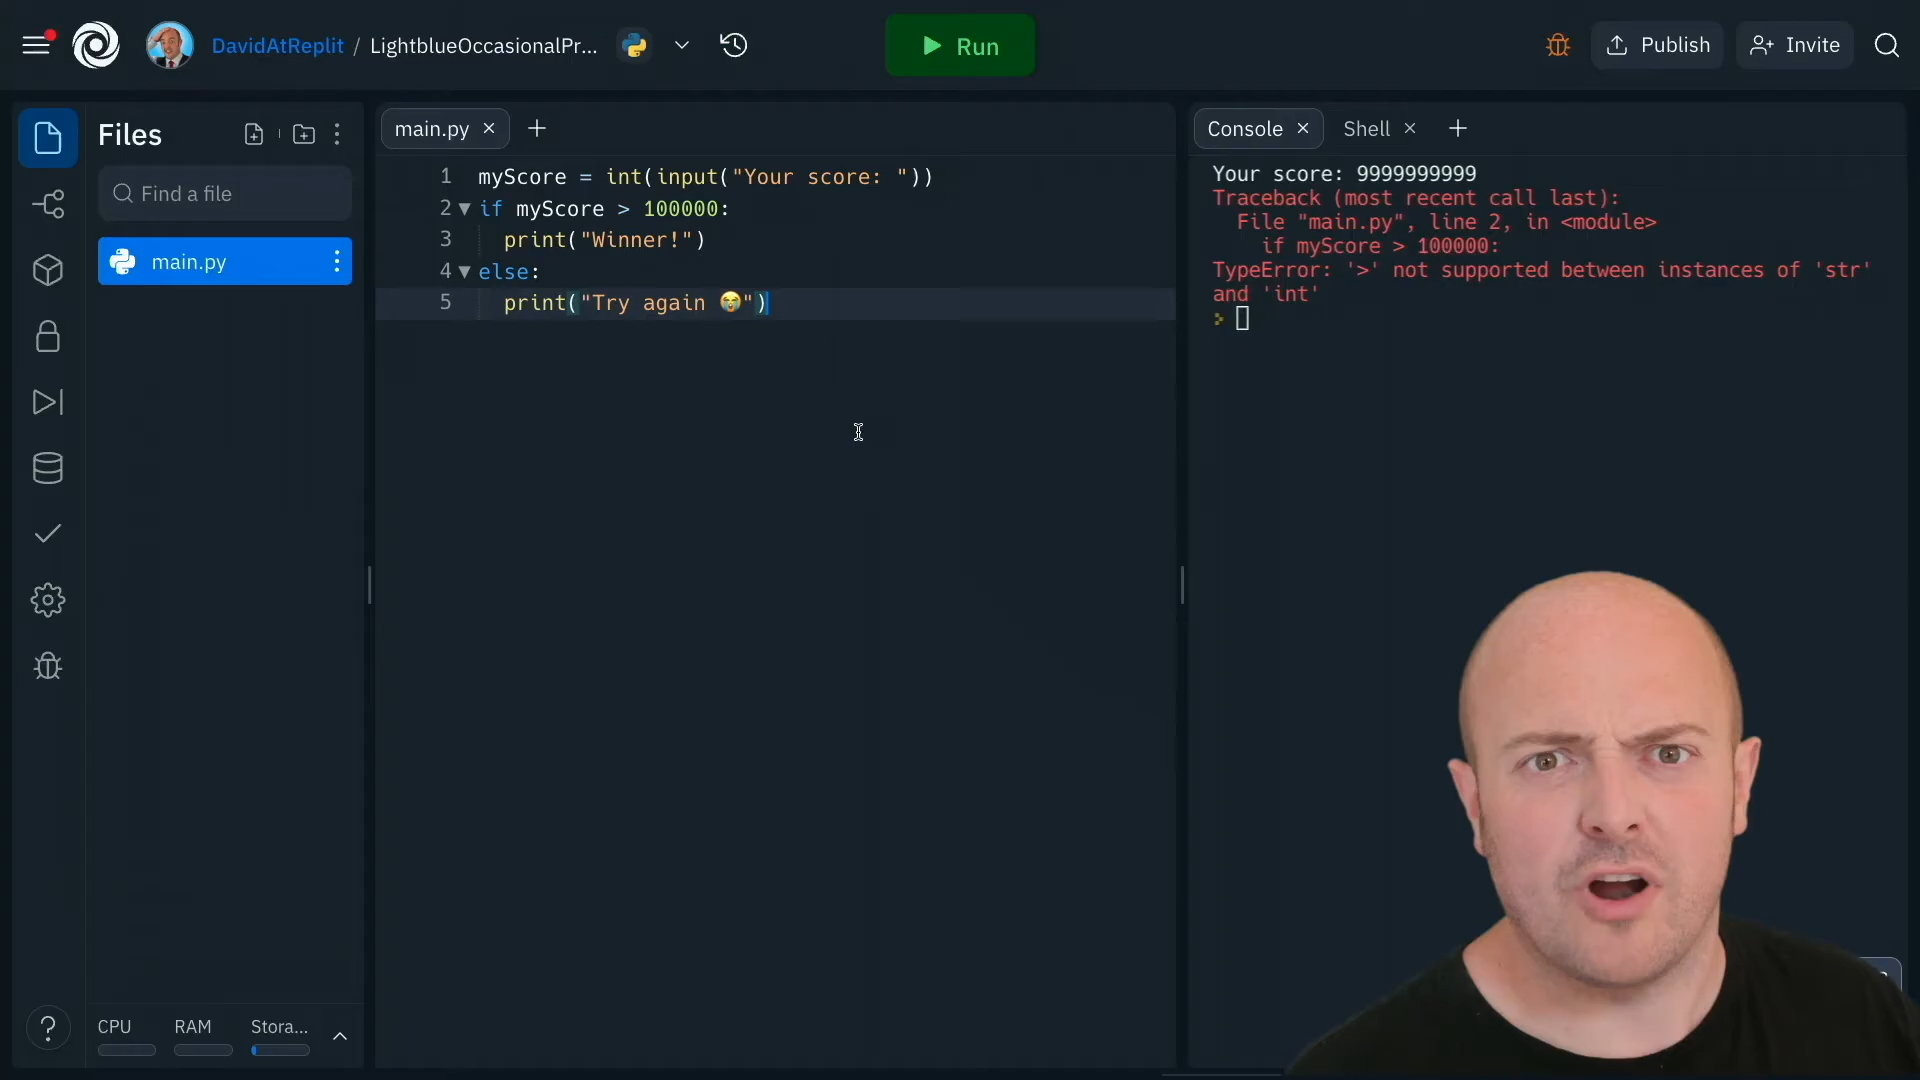 DavidAtReplit / LightblueOccasionalPr...
Run
Publish
Invite
Files
Find a file
main.py
CPU
RAM
Stora...
main.py
1 myScore = int(input("Your score: "))
2 if myScore > 100000:
3 print("Winner!")
4 else:
5 print("Try again 😭")
Console
Shell
Your score: 9999999999
Traceback (most recent call last):
File "main.py", line 2, in <module>
if myScore > 100000:
TypeError: '>' not supported between instances of 'str'
and 'int'